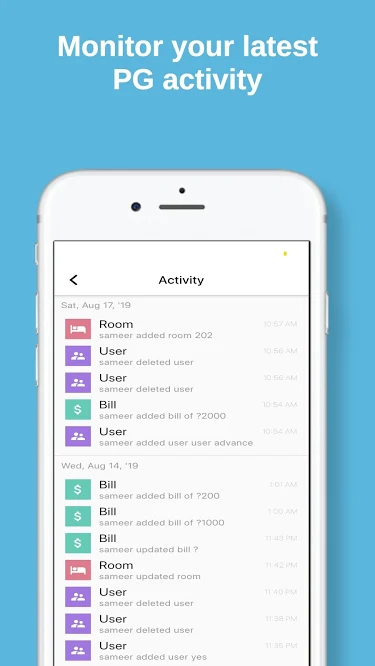 Monitor your latest
PG activity
Activity
Sat, Aug 17, '19
Room 10:57 AM
sameer added room 202
User 10:56 AM
sameer deleted user
User 10:56 AM
sameer deleted user
Bill 10:54 AM
sameer added bill of ?2000
User 10:54 AM
sameer added user user advance
Wed, Aug 14, '19
Bill 1:01 AM
sameer added bill of ?200
Bill 1:00 AM
sameer added bill of ?1000
Bill 11:43 PM
sameer updated bill ?
Room 11:42 PM
sameer updated room
User 11:40 PM
sameer deleted user
User 11:38 PM
sameer deleted user
User 11:35 PM
sameer added user yes